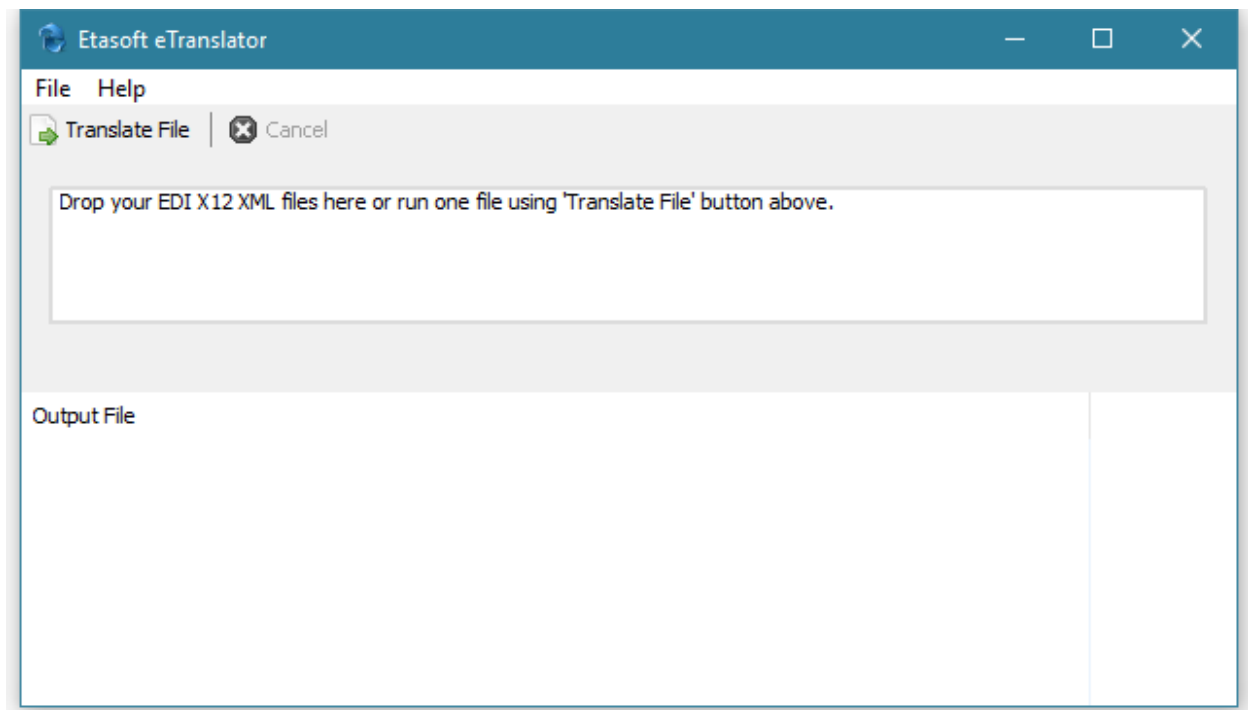 Etasoft eTranslator
File Help
Translate File Cancel
Drop your EDI X12 XML files here or run one file using 'Translate File' button above.
Output File